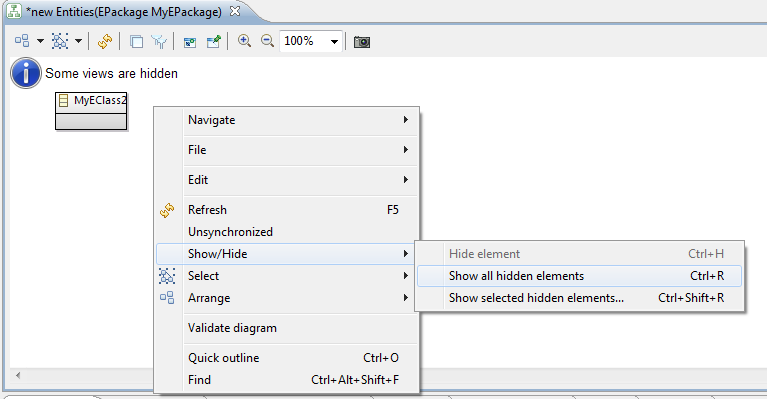 *new Entities(EPackage MyEPackage)
100%
Some views are hidden
MyEClass2
Navigate
File
Edit
Refresh F5
Unsynchronized
Show/Hide
Hide element Ctrl+H
Select
Show all hidden elements Ctrl+R
Arrange
Show selected hidden elements... Ctrl+Shift+R
Validate diagram
Quick outline Ctrl+O
Find Ctrl+Alt+Shift+F